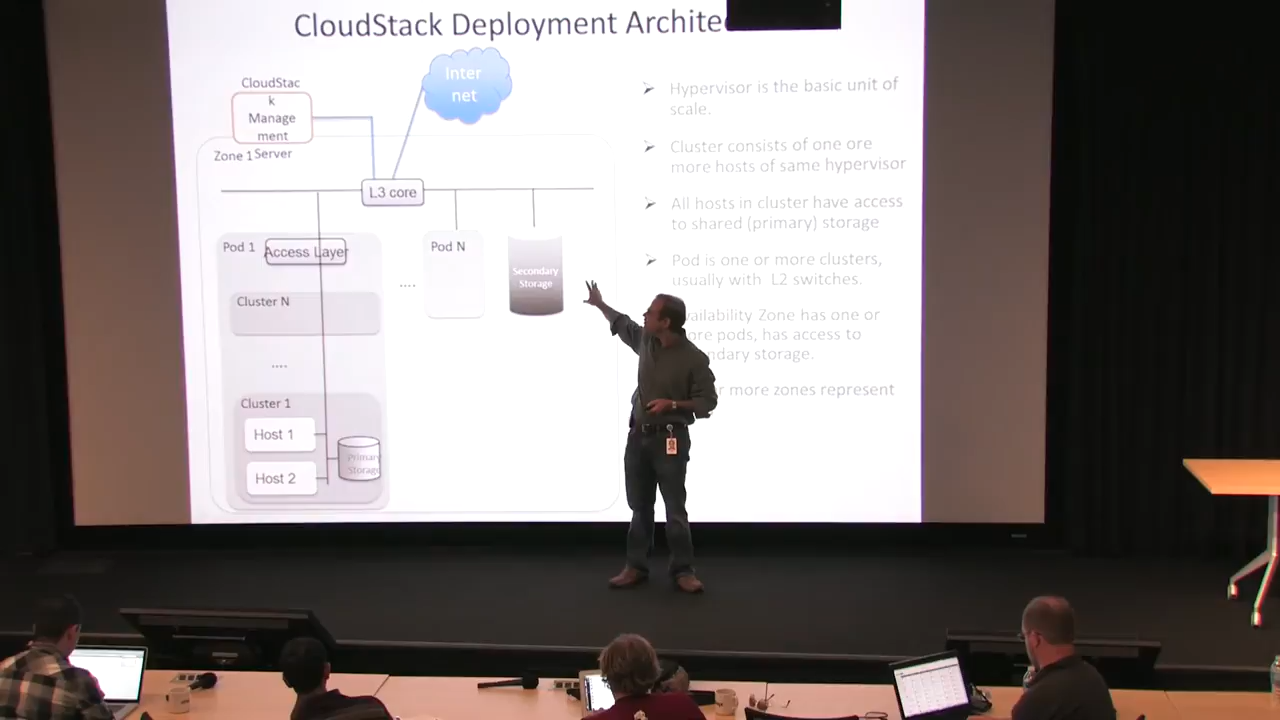 CloudStack Deployment Archite
CloudStac
k
Manage
ment
Server
Inter
net
Zone 1
L3 core
Pod 1
Access Layer
Cluster N
....
Cluster 1
Host 1
Host 2
Primary
Storage
....
Pod N
Secondary
Storage
Hypervisor is the basic unit of
scale.
Cluster consists of one ore
more hosts of same hypervisor
All hosts in cluster have access
to shared (primary) storage
Pod is one or more clusters,
usually with L2 switches.
vailability Zone has one or
ore pods, has access to
ndary storage.
r more zones represent